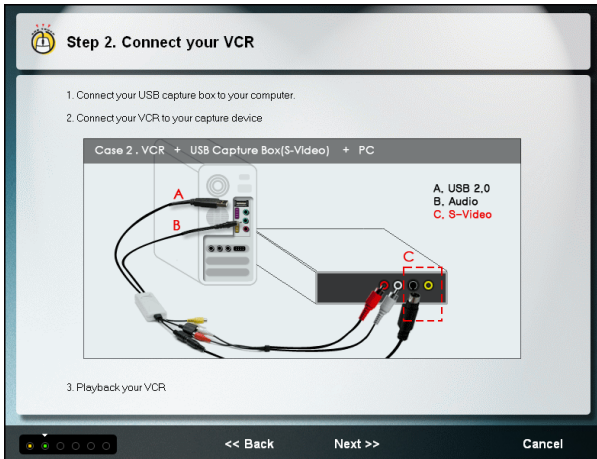 Step 2. Connect your VCR
1. Connect your USB capture box to your computer.
2. Connect your VCR to your capture device
Case 2 . VCR + USB Capture Box(S-Video) + PC
A
B
A. USB 2.0
B. Audio
C. S-Video
C
3. Playback your VCR
<< Back Next >> Cancel